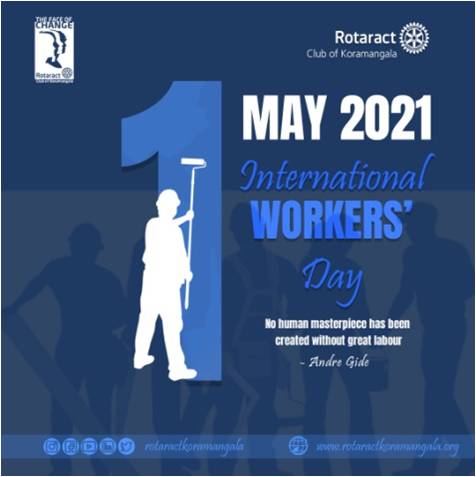 THE FACE OF
CHANGE
Rotaract
Club of Koramangala
Rotaract
Club of Koramangala
1
MAY 2021
International
WORKERS’
Day
No human masterpiece has been
created without great labour
- Andre Gide
rotaractkoramangala
www.rotaractkoramangala.org